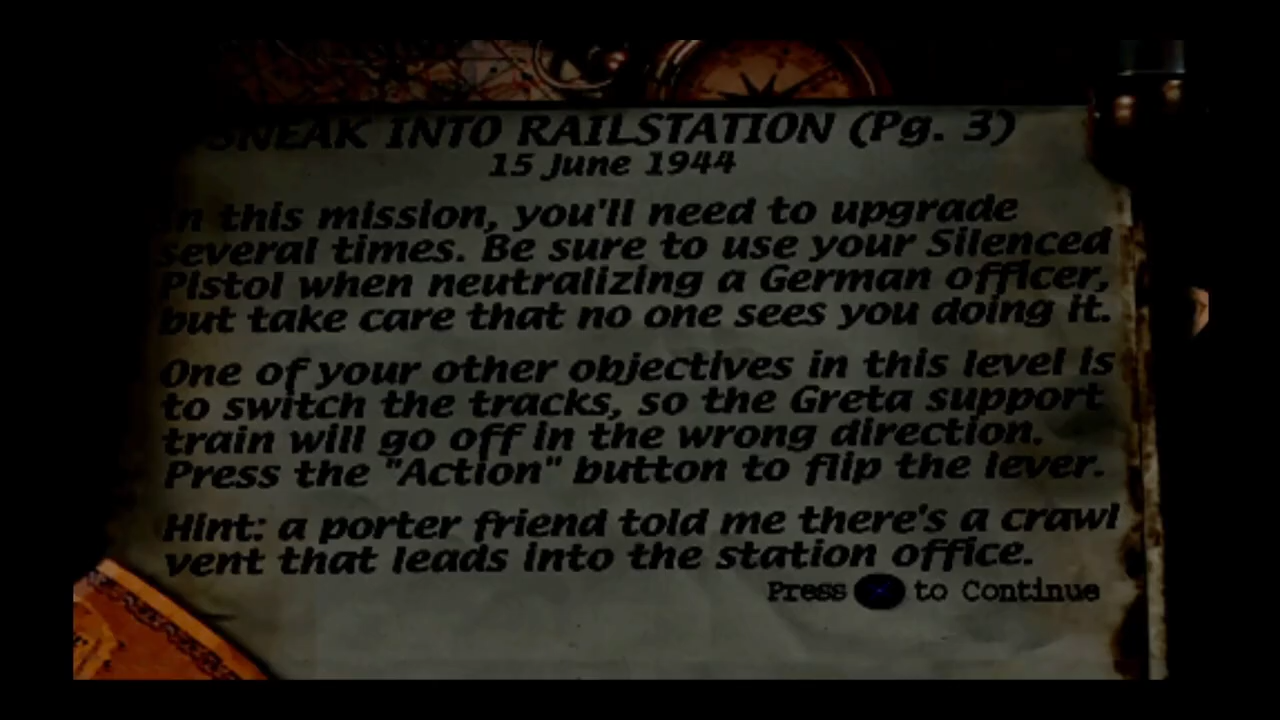 SNEAK INTO RAILSTATION (Pg. 3)
15 June 1944
In this mission, you'll need to upgrade
several times. Be sure to use your Silenced
Pistol when neutralizing a German officer,
but take care that no one sees you doing it.
One of your other objectives in this level is
to switch the tracks, so the Greta support
train will go off in the wrong direction.
Press the "Action" button to flip the lever.
Hint: a porter friend told me there's a crawl
vent that leads into the station office.
Press to Continue